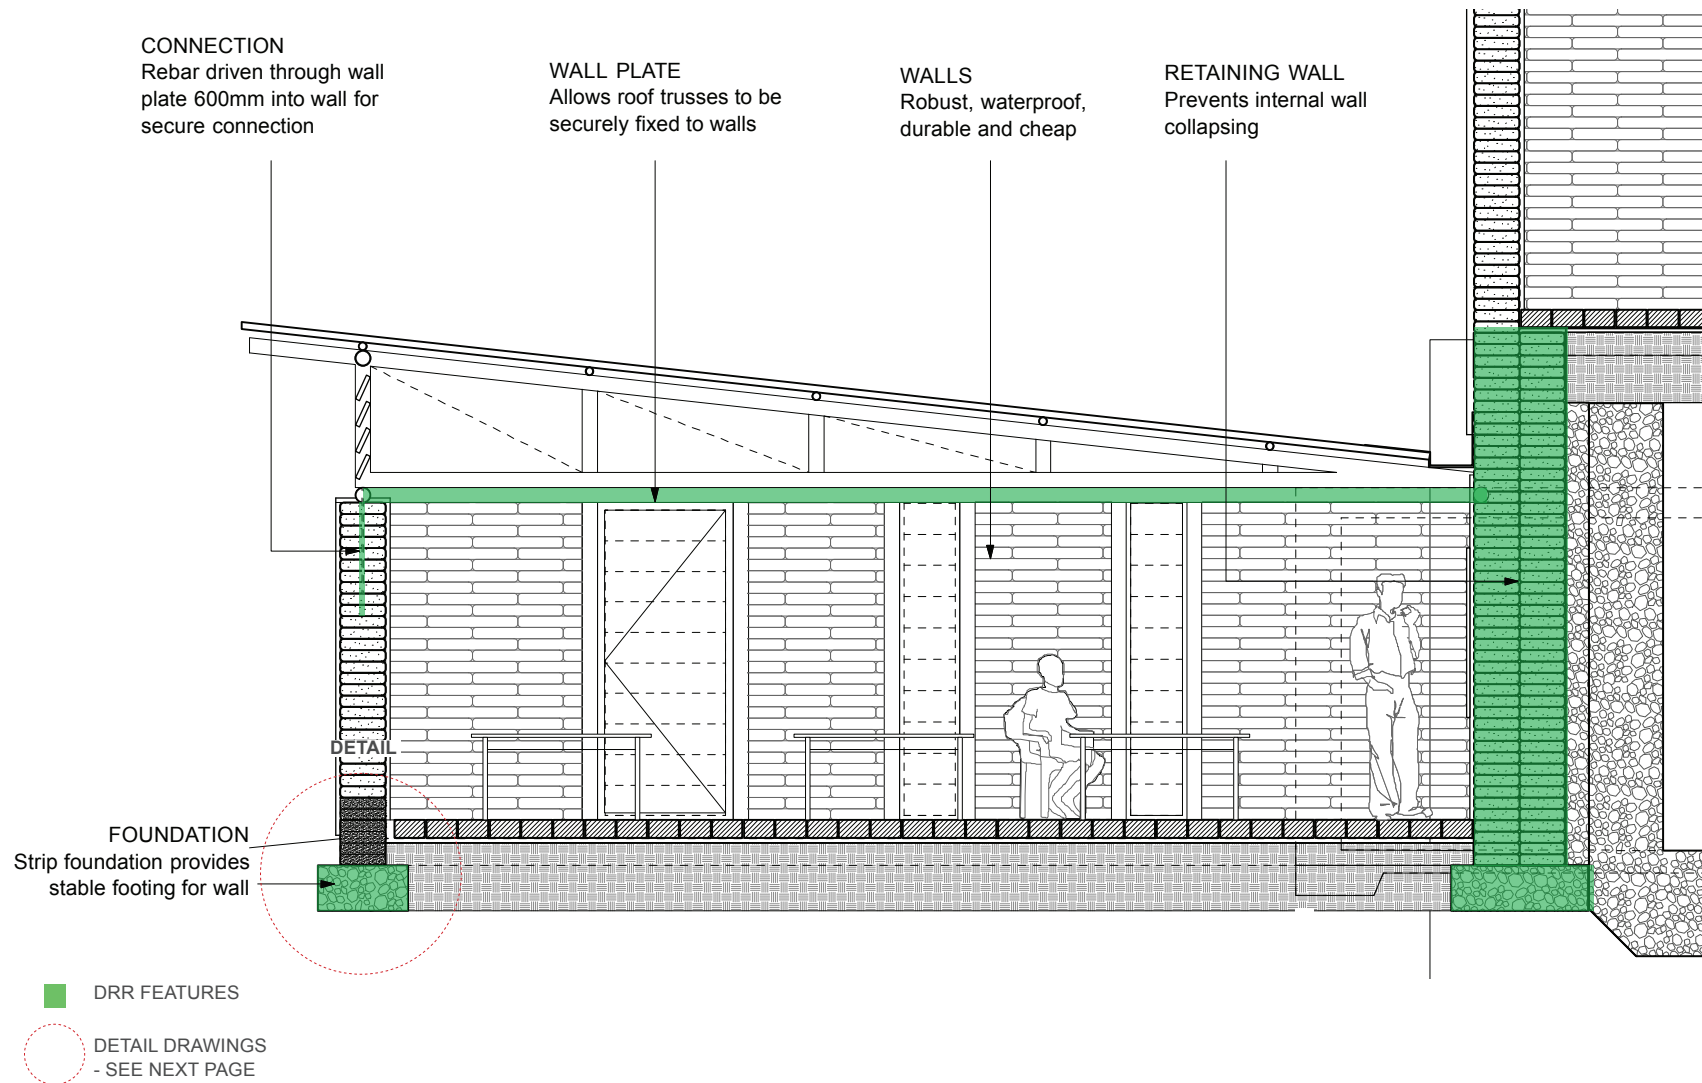 CONNECTION
Rebar driven through wall
plate 600mm into wall for
secure connection
WALL PLATE
Allows roof trusses to be
securely fixed to walls
WALLS
Robust, waterproof,
durable and cheap
RETAINING WALL
Prevents internal wall
collapsing
DETAIL
FOUNDATION
Strip foundation provides
stable footing for wall
DRR FEATURES
DETAIL DRAWINGS
- SEE NEXT PAGE